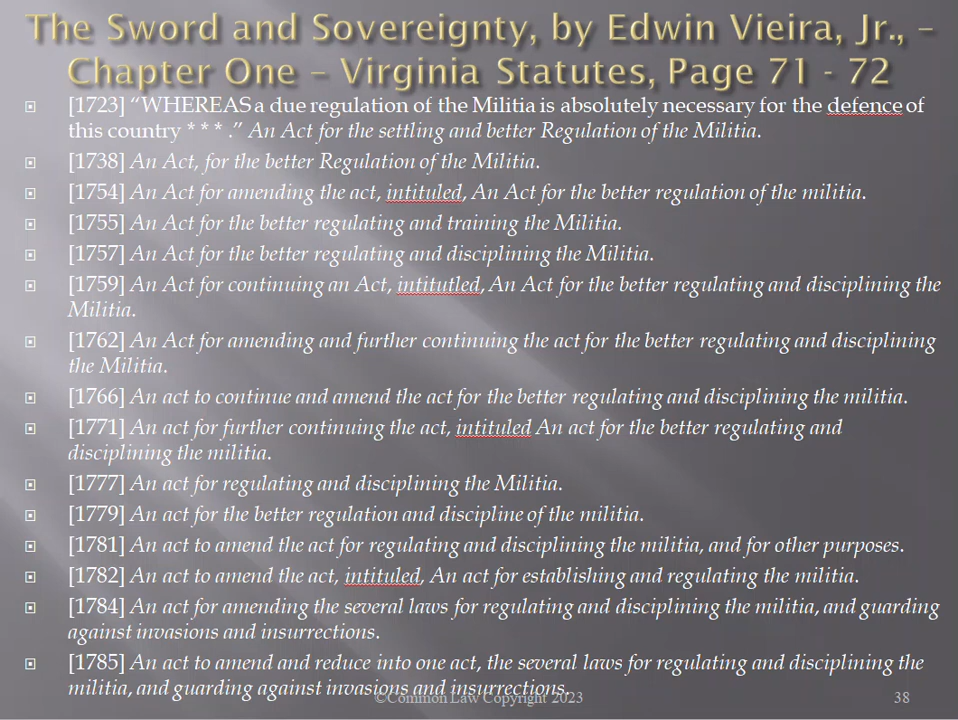 The Sword and Sovereignty, by Edwin Vieira, Jr., –
Chapter One – Virginia Statutes, Page 71 - 72
[1723] “WHEREAS a due regulation of the Militia is absolutely necessary for the defence of
this country * * * .” An Act for the settling and better Regulation of the Militia.
[1738] An Act, for the better Regulation of the Militia.
[1754] An Act for amending the act, intituled, An Act for the better regulation of the militia.
[1755] An Act for the better regulating and training the Militia.
[1757] An Act for the better regulating and disciplining the Militia.
[1759] An Act for continuing an Act, intitutled, An Act for the better regulating and disciplining the
Militia.
[1762] An Act for amending and further continuing the act for the better regulating and disciplining
the Militia.
[1766] An act to continue and amend the act for the better regulating and disciplining the militia.
[1771] An act for further continuing the act, intituled An act for the better regulating and
disciplining the militia.
[1777] An act for regulating and disciplining the Militia.
[1779] An act for the better regulation and discipline of the militia.
[1781] An act to amend the act for regulating and disciplining the militia, and for other purposes.
[1782] An act to amend the act, intituled, An act for establishing and regulating the militia.
[1784] An act for amending the several laws for regulating and disciplining the militia, and guarding
against invasions and insurrections.
[1785] An act to amend and reduce into one act, the several laws for regulating and disciplining the
militia, and guarding against invasions and insurrections.
©Common Law Copyright 2023
38